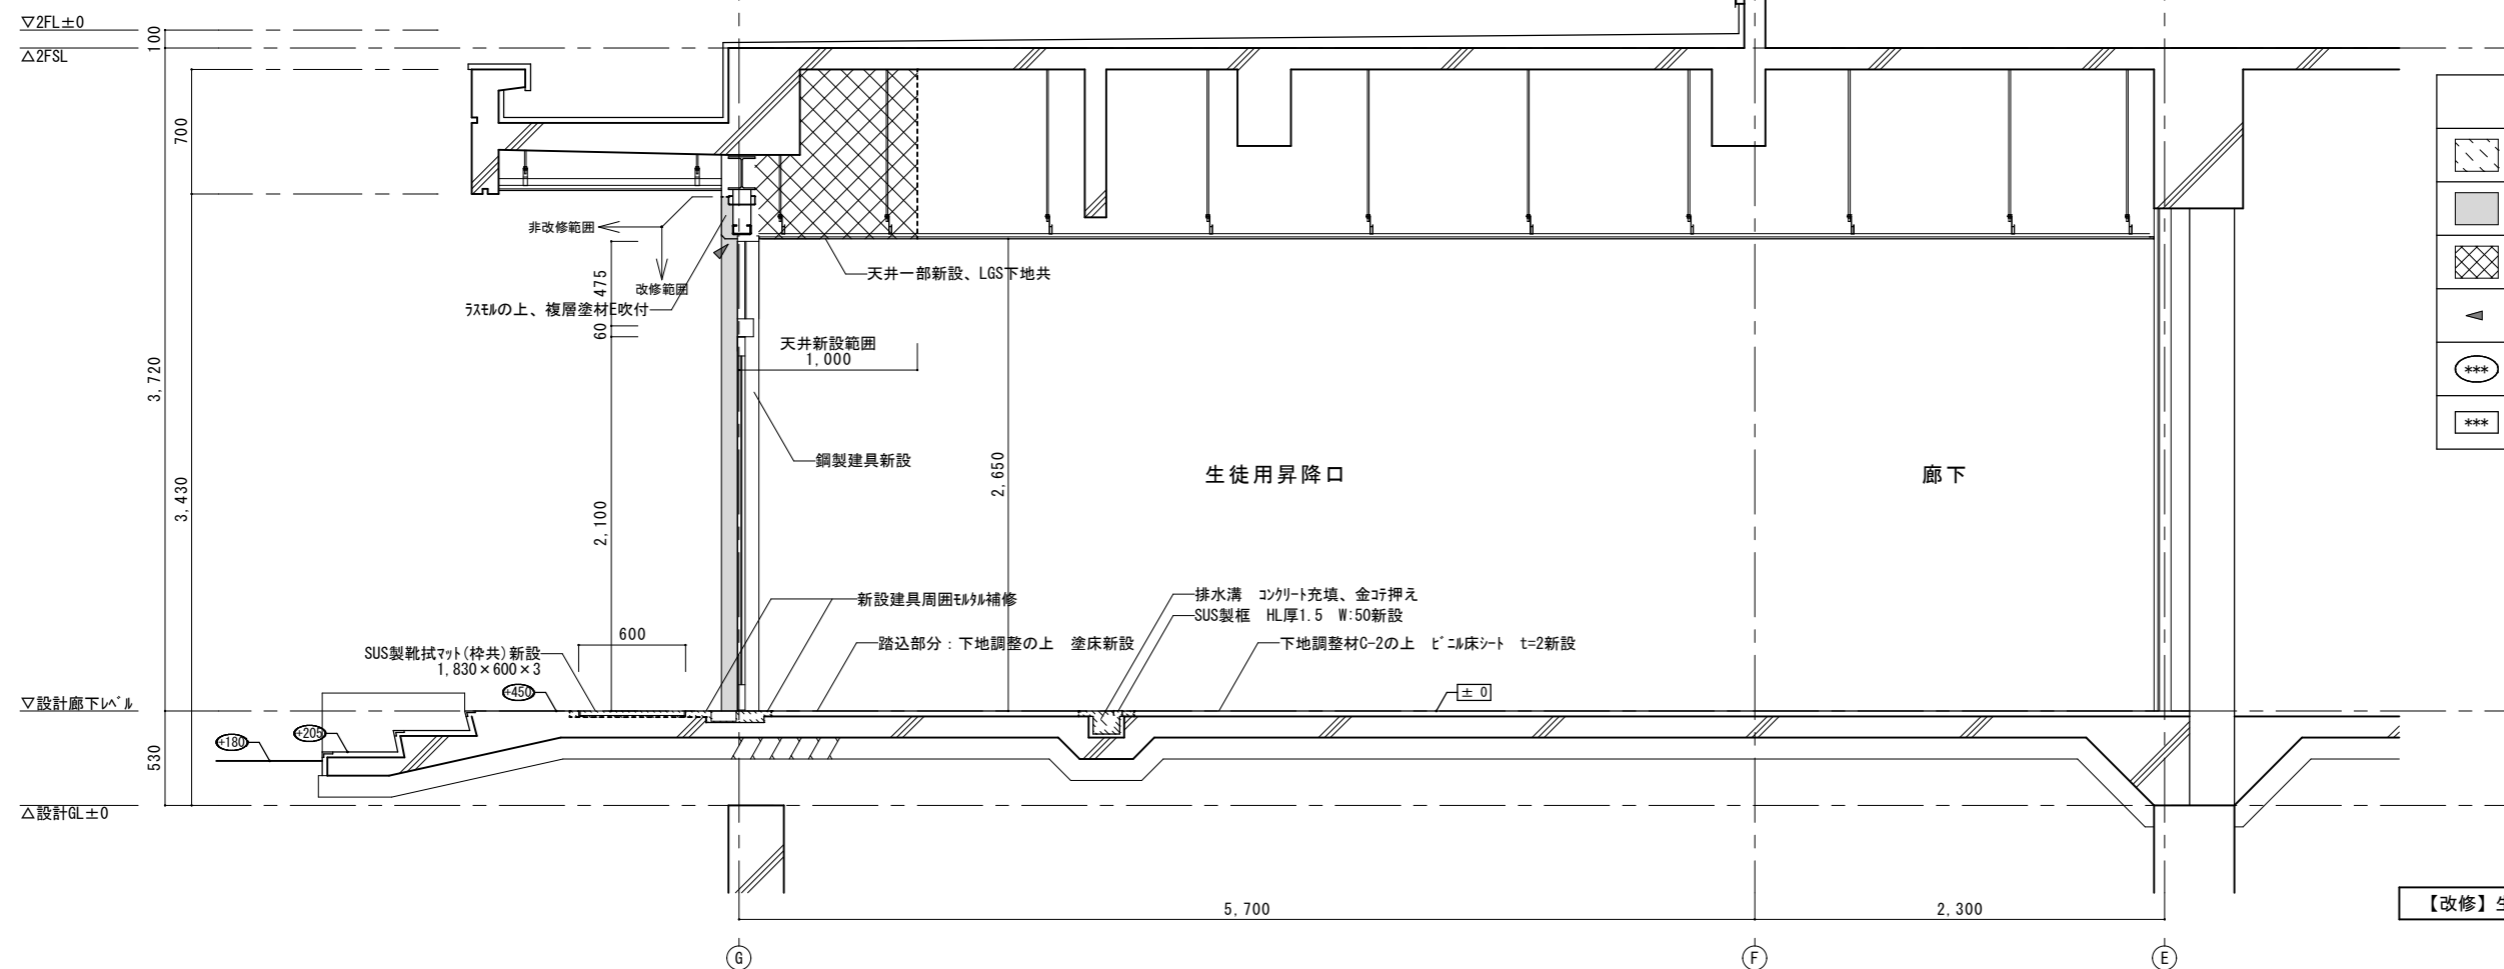 ▽2FL±0
100
△2FSL
700
3,720
3,430
530
非改修範囲
改修範囲
475
60
2,100
ﾗｽﾓﾙの上、複層塗材E吹付
天井一部新設、LGS下地共
天井新設範囲
1,000
鋼製建具新設
2,650
生徒用昇降口
廊下
***
***
新設建具周囲ﾓﾙﾀﾙ補修
排水溝　ｺﾝｸﾘｰﾄ充填、金ｺﾃ押え
SUS製框　HL厚1.5　W:50新設
600
踏込部分：下地調整の上　塗床新設
下地調整材C-2の上　ﾋﾞﾆﾙ床ｼｰﾄ　t=2新設
SUS製靴拭ﾏｯﾄ(枠共)新設
1,830×600×3
+450
±0
▽設計廊下ﾚﾍﾞﾙ
+205
+180
△設計GL±0
5,700
2,300
【改修】
G
F
E